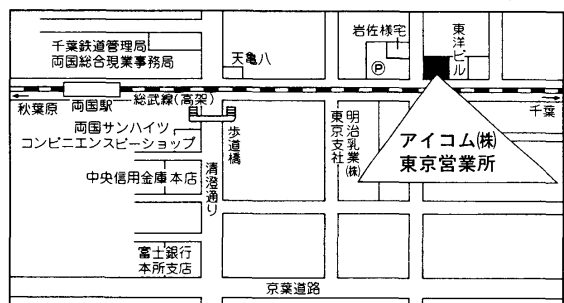 岩佐様宅
東洋ビル
千葉鉄道管理局
両国総合現業事務局
天亀八
Ⓟ
秋葉原
両国駅
総武線(高架)
千葉
両国サンハイツ
コンビニエンスピーショップ
歩道橋
明治乳業㈱
東京支社
アイコム㈱
東京営業所
中央信用金庫本店
清澄通り
富士銀行
本所支店
京葉道路